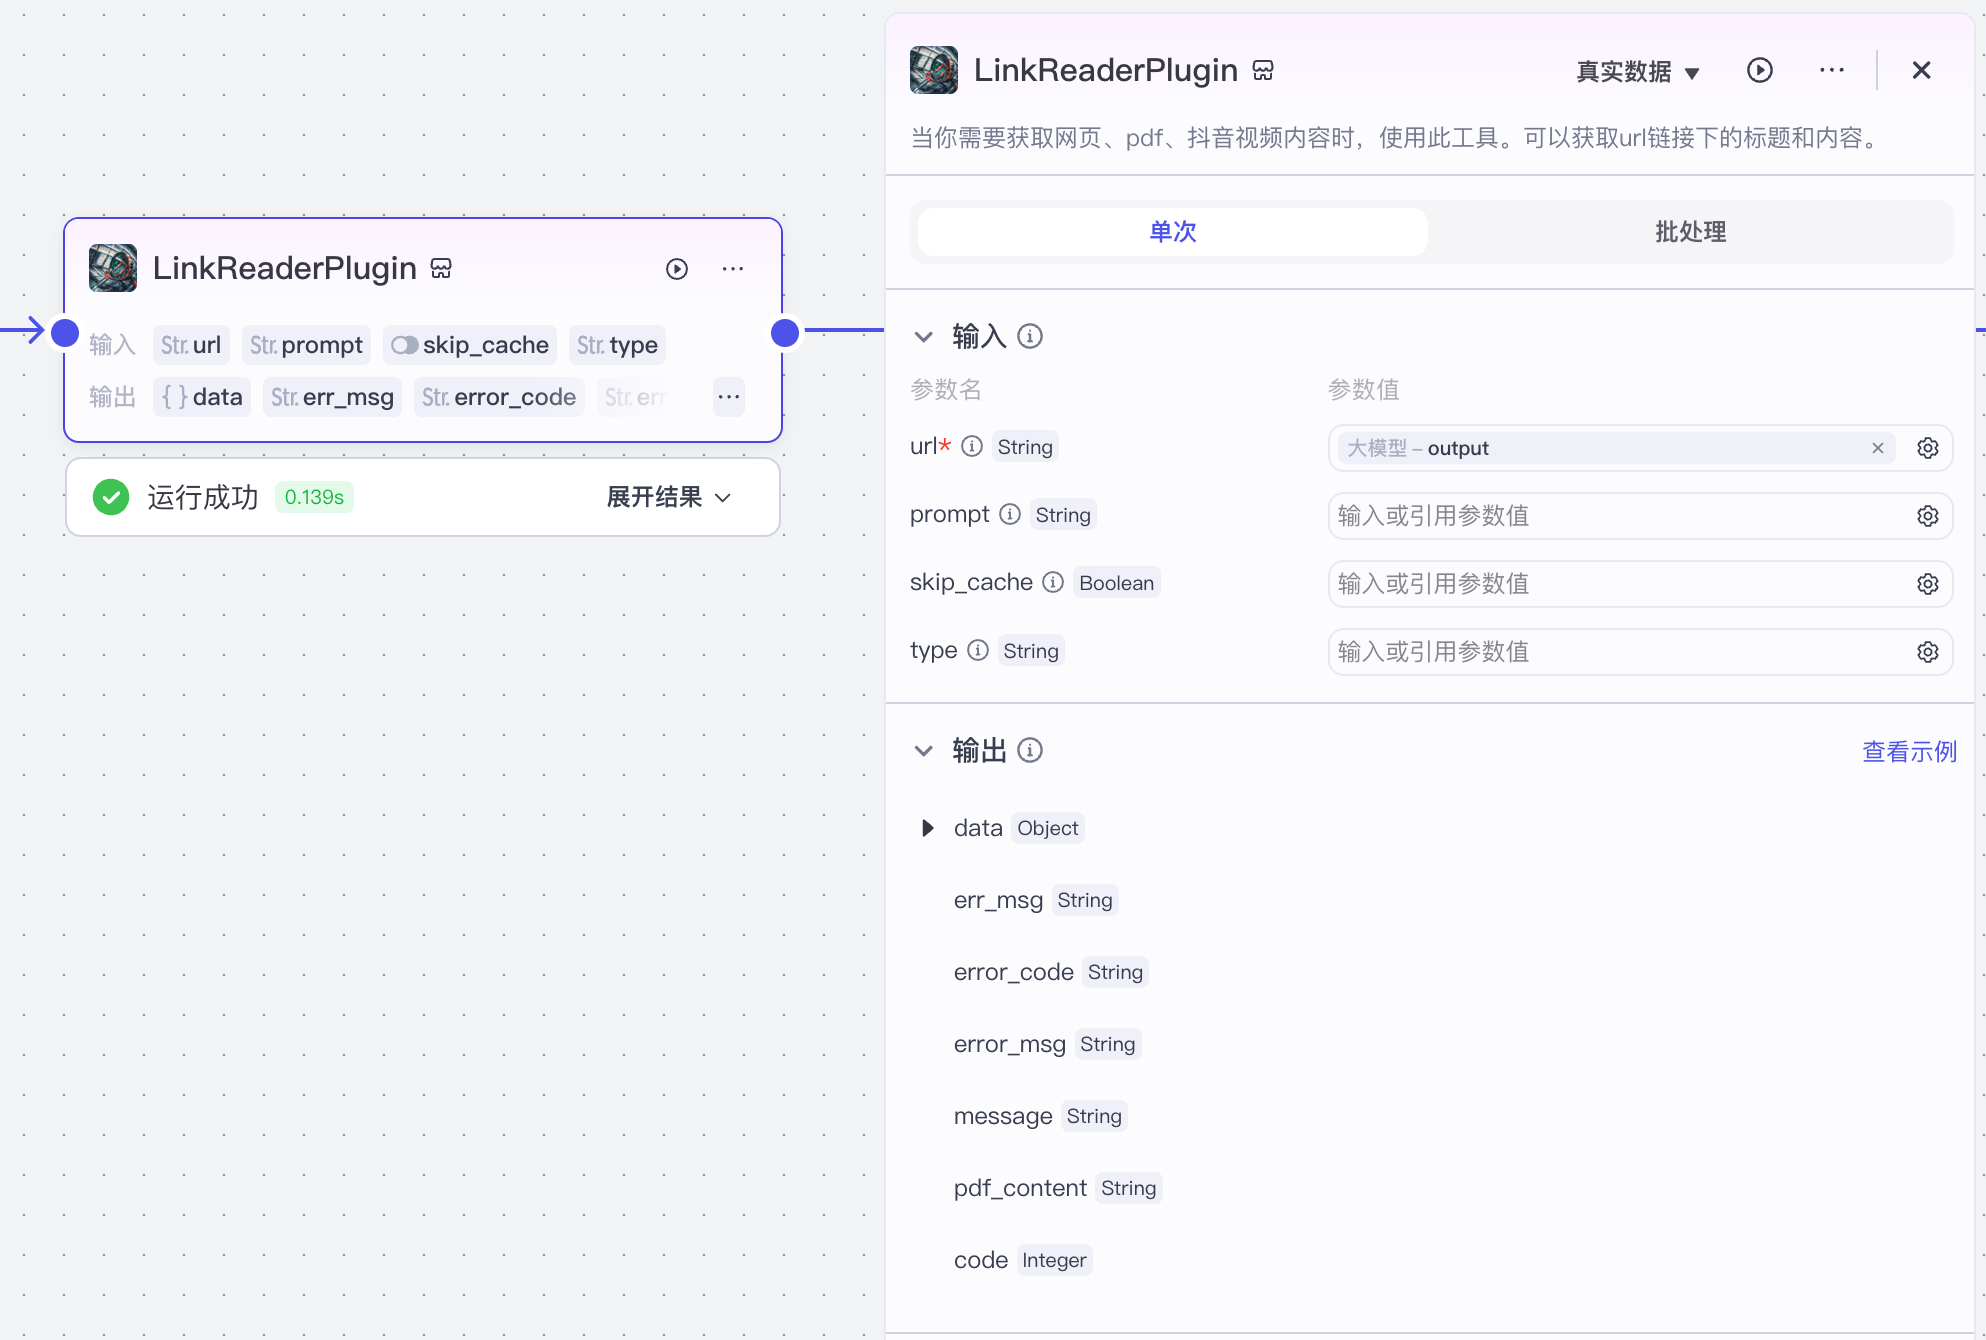 LinkReaderPlugin
输入 Str. url Str. prompt skip_cache Str. type
输出 { } data Str. err_msg Str. error_code Str. err ...
运行成功 0.139s 展开结果
LinkReaderPlugin 真实数据
当你需要获取网页、pdf、抖音视频内容时，使用此工具。可以获取url链接下的标题和内容。
单次 批处理
输入
参数名 参数值
url* String 大模型 – output
prompt String 输入或引用参数值
skip_cache Boolean 输入或引用参数值
type String 输入或引用参数值
输出 查看示例
data Object
err_msg String
error_code String
error_msg String
message String
pdf_content String
code Integer